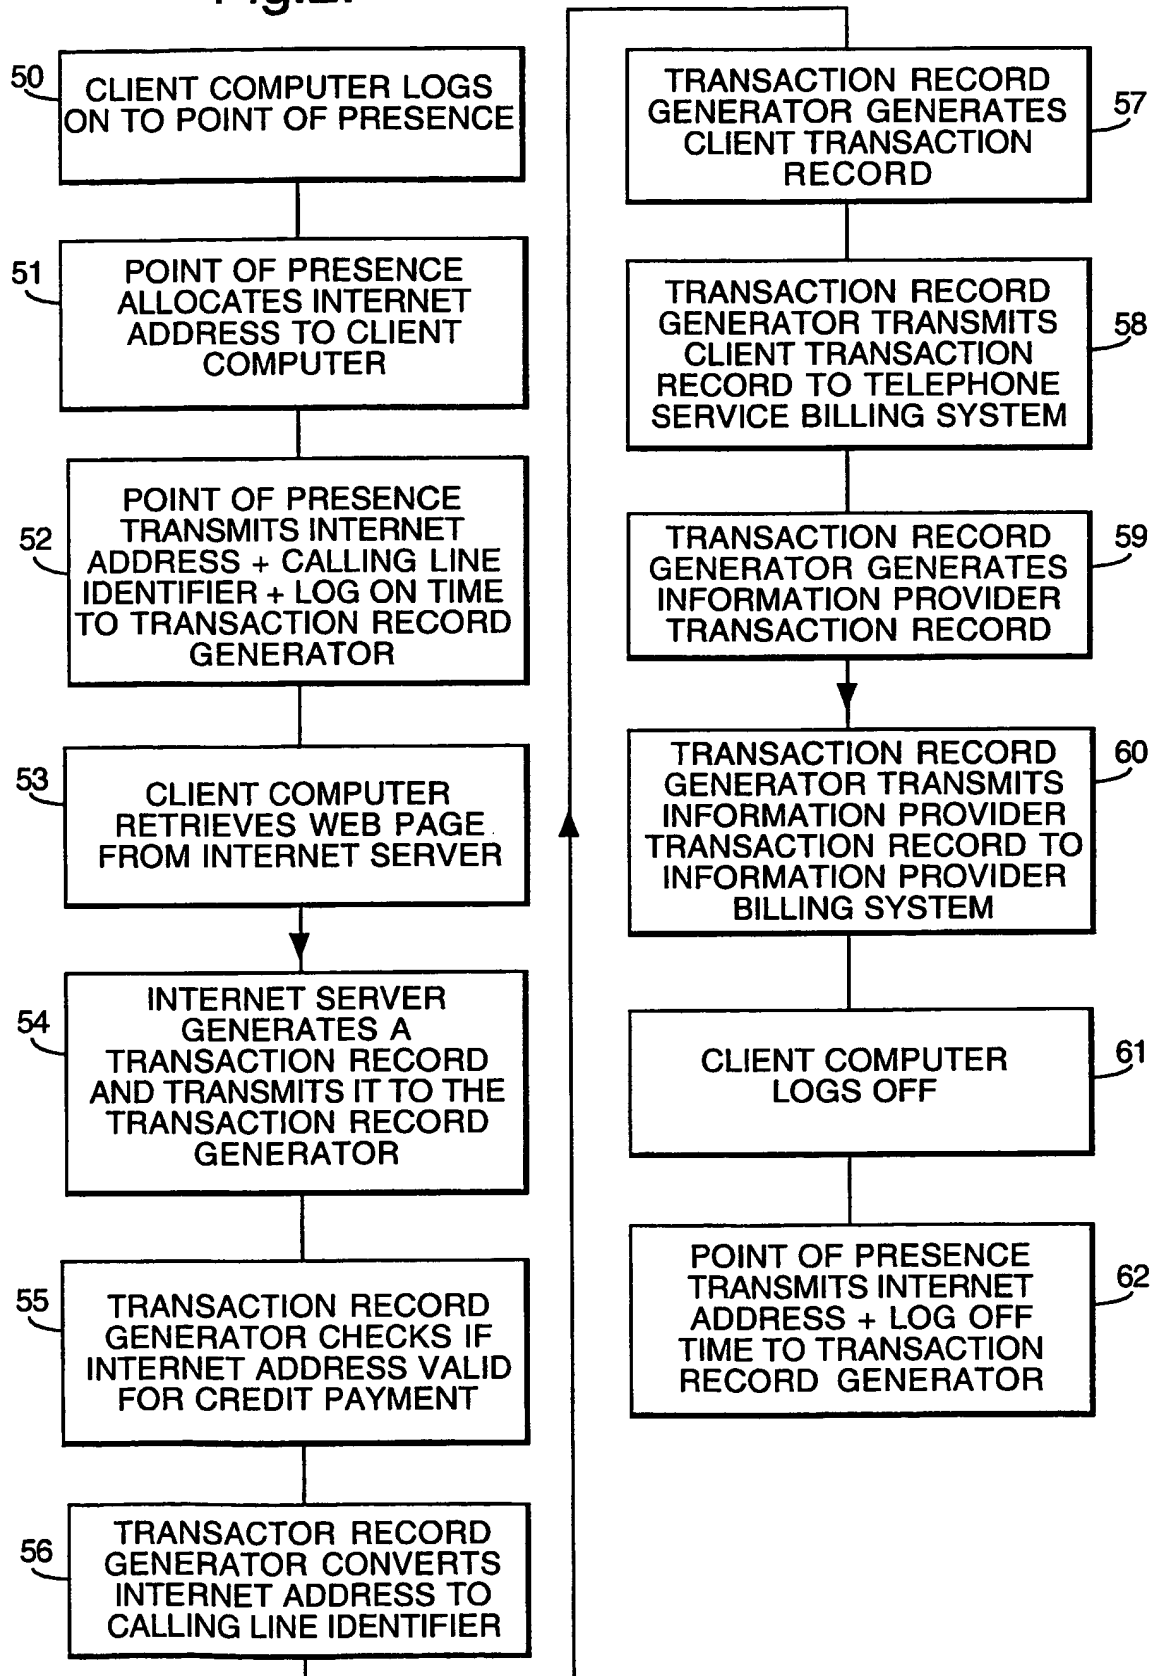 50
CLIENT COMPUTER LOGS
ON TO POINT OF PRESENCE
51
POINT OF PRESENCE
ALLOCATES INTERNET
ADDRESS TO CLIENT
COMPUTER
52
POINT OF PRESENCE
TRANSMITS INTERNET
ADDRESS + CALLING LINE
IDENTIFIER + LOG ON TIME
TO TRANSACTION RECORD
GENERATOR
53
CLIENT COMPUTER
RETRIEVES WEB PAGE
FROM INTERNET SERVER
54
INTERNET SERVER
GENERATES A
TRANSACTION RECORD
AND TRANSMITS IT TO THE
TRANSACTION RECORD
GENERATOR
55
TRANSACTION RECORD
GENERATOR CHECKS IF
INTERNET ADDRESS VALID
FOR CREDIT PAYMENT
56
TRANSACTOR RECORD
GENERATOR CONVERTS
INTERNET ADDRESS TO
CALLING LINE IDENTIFIER
57
TRANSACTION RECORD
GENERATOR GENERATES
CLIENT TRANSACTION
RECORD
58
TRANSACTION RECORD
GENERATOR TRANSMITS
CLIENT TRANSACTION
RECORD TO TELEPHONE
SERVICE BILLING SYSTEM
59
TRANSACTION RECORD
GENERATOR GENERATES
INFORMATION PROVIDER
TRANSACTION RECORD
60
TRANSACTION RECORD
GENERATOR TRANSMITS
INFORMATION PROVIDER
TRANSACTION RECORD TO
INFORMATION PROVIDER
BILLING SYSTEM
61
CLIENT COMPUTER
LOGS OFF
62
POINT OF PRESENCE
TRANSMITS INTERNET
ADDRESS + LOG OFF
TIME TO TRANSACTION
RECORD GENERATOR